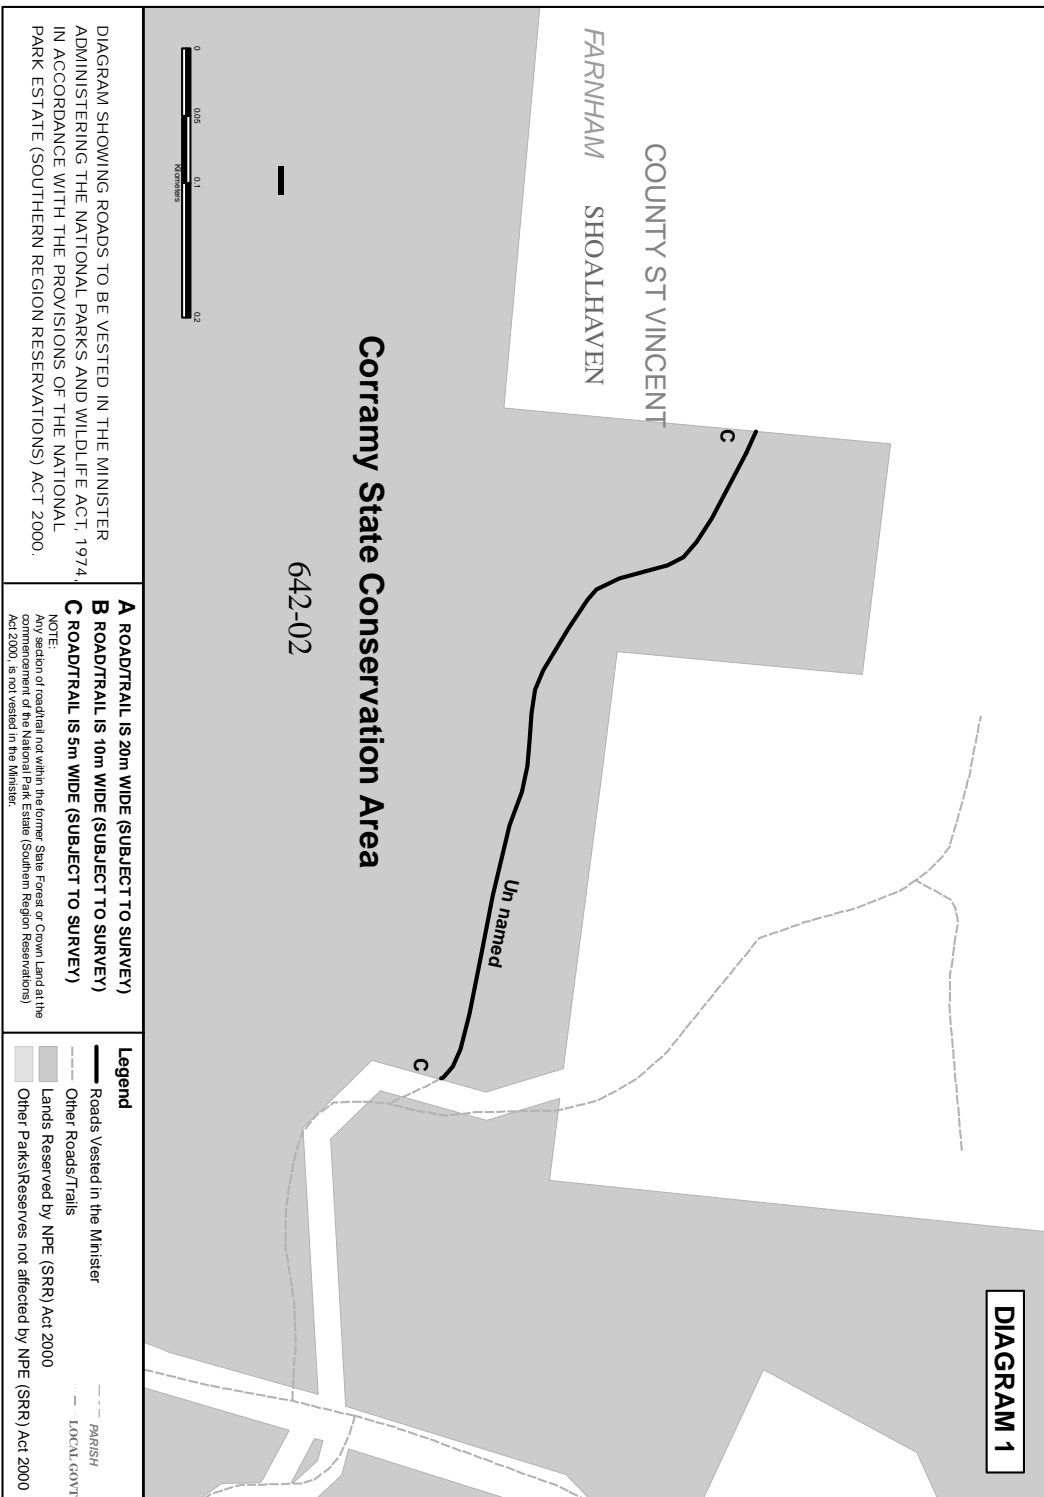 DIAGRAM 1
COUNTY ST VINCENT
FARNHAM SHOALHAVEN
C
Un named
C
Corramy State Conservation Area
642-02
0 0.05 0.1 0.2
Kilometers
DIAGRAM SHOWING ROADS TO BE VESTED IN THE MINISTER
ADMINISTERING THE NATIONAL PARKS AND WILDLIFE ACT, 1974,
IN ACCORDANCE WITH THE PROVISIONS OF THE NATIONAL
PARK ESTATE (SOUTHERN REGION RESERVATIONS) ACT 2000.
A ROAD/TRAIL IS 20m WIDE (SUBJECT TO SURVEY)
B ROAD/TRAIL IS 10m WIDE (SUBJECT TO SURVEY)
C ROAD/TRAIL IS 5m WIDE (SUBJECT TO SURVEY)
NOTE:
Any section of road/trail not within the former State Forest or Crown Land at the
commencement of the National Park Estate (Southern Region Reservations)
Act 2000, is not vested in the Minister.
Legend
Roads Vested in the Minister
Other Roads/Trails
Lands Reserved by NPE (SRR) Act 2000
Other Parks\Reserves not affected by NPE (SRR) Act 2000
PARISH
LOCAL GOVT